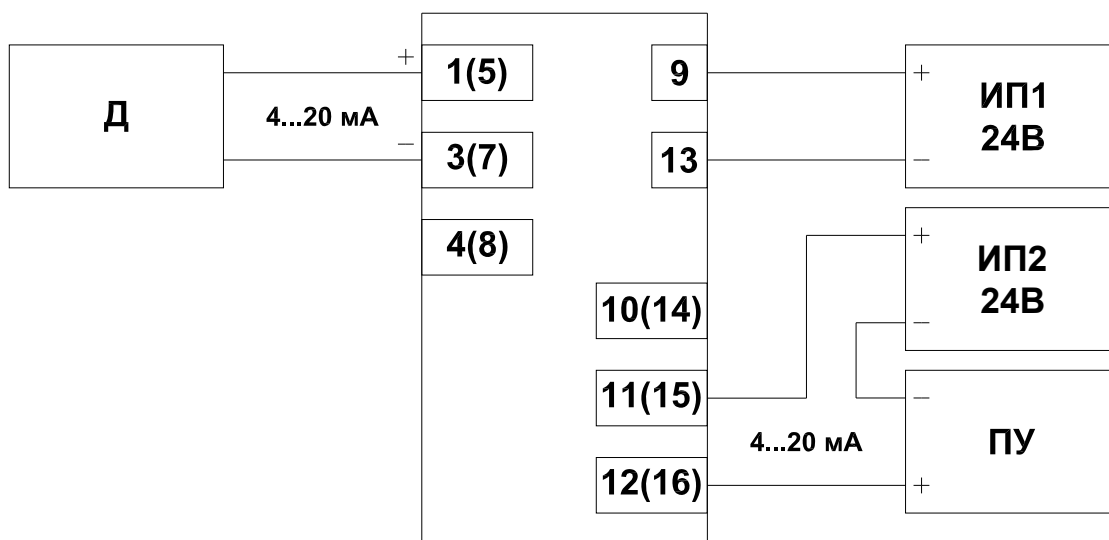 Д
+
4...20 мА
−
1(5)
3(7)
4(8)
9
13
10(14)
11(15)
12(16)
4...20 мА
+
ИП1
24В
−
+
ИП2
24В
−
−
ПУ
+